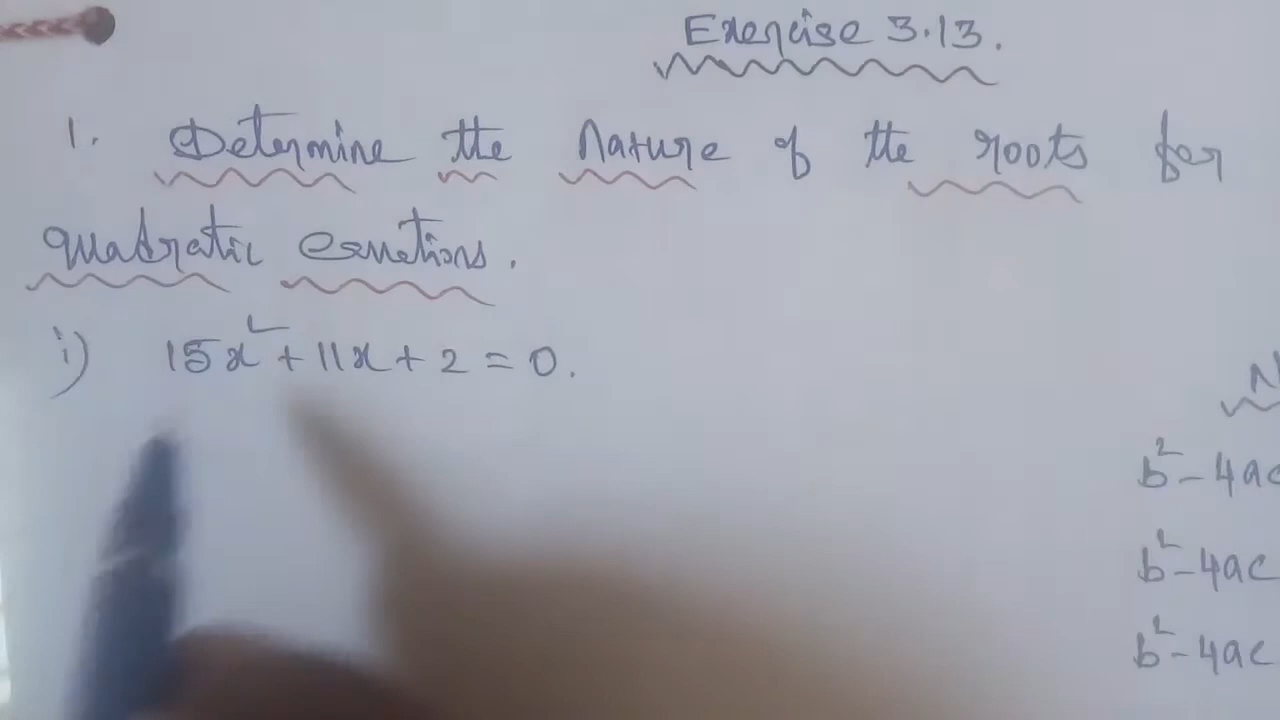 Exercise 3.13.
1. Determine the Nature of the roots for
quadratic equations.
i) 15x² + 11x + 2 = 0.
N
b² - 4ac
b² - 4ac
b² - 4ac